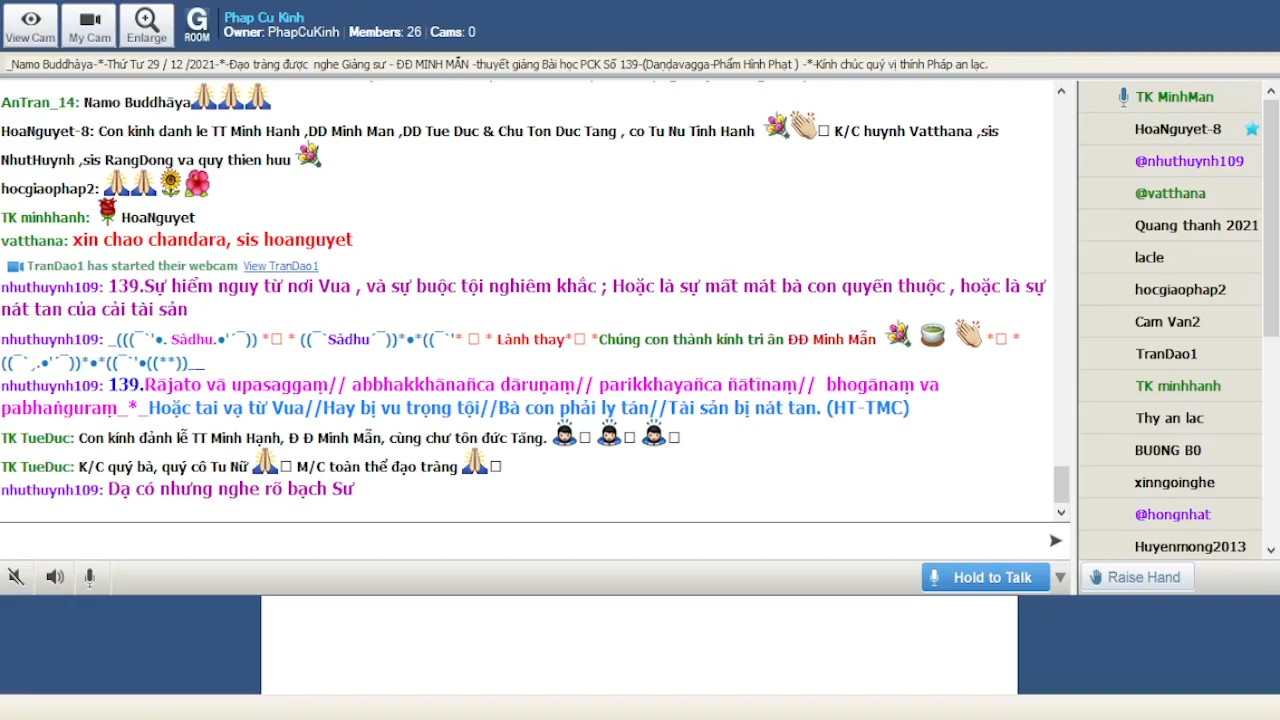 View Cam
My Cam
Enlarge
G
ROOM
Phap Cu Kinh
Owner: PhapCuKinh | Members: 26 | Cams: 0
_Namo Buddhàya-*-Thứ Tư 29 / 12 /2021-*-Đạo tràng được nghe Giảng sư - ĐĐ MINH MẪN -thuyết giảng Bài học PCK Số 139-(Daṇḍavagga-Phẩm Hình Phạt ) -*-Kính chúc quý vị thính Pháp an lạc.
AnTran_14: Namo Buddhāya🙏🙏🙏
HoaNguyet-8: Con kinh danh le TT Minh Hanh ,DD Minh Man ,DD Tue Duc & Chu Ton Duc Tang , co Tu Nu Tinh Hanh 💐👏 K/C huynh Vatthana ,sis
NhutHuynh ,sis RangDong va quy thien huu 💐
hocgiaophap2: 🙏🙏🌻🌺
TK minhhanh: 🌹 HoaNguyet
vatthana: xin chao chandara, sis hoanguyet
TranDao1 has started their webcam View TranDao1
nhuthuynh109: 139.Sự hiểm nguy từ nơi Vua , và sự buộc tội nghiêm khắc ; Hoặc là sự mất mát bà con quyến thuộc , hoặc là sự
nát tan của cải tài sản
nhuthuynh109: _(((¯`'•. Sàdhu.•'´¯)) *□ * ((¯`Sàdhu´¯))*•*((¯`'* □ * Lành thay*□ *Chúng con thành kính tri ân ĐĐ Minh Mẫn 💐 🍵 👏 *□ *
((¯`¸.•'´¯))*•*((¯`'•((**))__
nhuthuynh109: 139.Rājato vā upasaggaṃ// abbhakkhānañca dāruṇaṃ// parikkhayañca ñātīnaṃ// bhogānaṃ va
pabhaṅguraṃ_*_Hoặc tai vạ từ Vua//Hay bị vu trọng tội//Bà con phải ly tán//Tài sản bị nát tan. (HT-TMC)
TK TueDuc: Con kính đảnh lễ TT Minh Hạnh, Đ Đ Minh Mẫn, cùng chư tôn đức Tăng. 🙇□ 🙇□ 🙇□
TK TueDuc: K/C quý bà, quý cô Tu Nữ 🙏□ M/C toàn thể đạo tràng 🙏□
nhuthuynh109: Dạ có nhưng nghe rõ bạch Sư
Hold to Talk
TK MinhMan
HoaNguyet-8
@nhuthuynh109
@vatthana
Quang thanh 2021
lacle
hocgiaophap2
Cam Van2
TranDao1
TK minhhanh
Thy an lac
BU0NG B0
xinngoinghe
@hongnhat
Huyenmong2013
Raise Hand